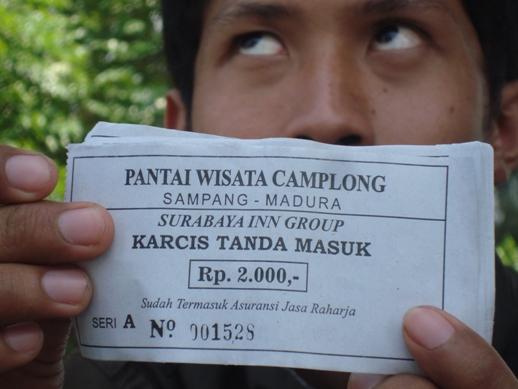 PANTAI WISATA CAMPLONG
SAMPANG - MADURA
SURABAYA INN GROUP
KARCIS TANDA MASUK
Rp. 2.000,-
Sudah Termasuk Asuransi Jasa Raharja
SERI A Nº 001528